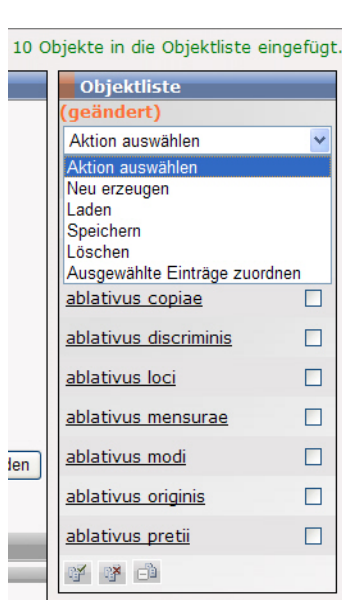 10 Objekte in die Objektliste eingefügt.
Objektliste
(geändert)
Aktion auswählen
Aktion auswählen
Neu erzeugen
Laden
Speichern
Löschen
Ausgewählte Einträge zuordnen
ablativus copiae
ablativus discriminis
ablativus loci
ablativus mensurae
ablativus modi
den
ablativus originis
ablativus pretii